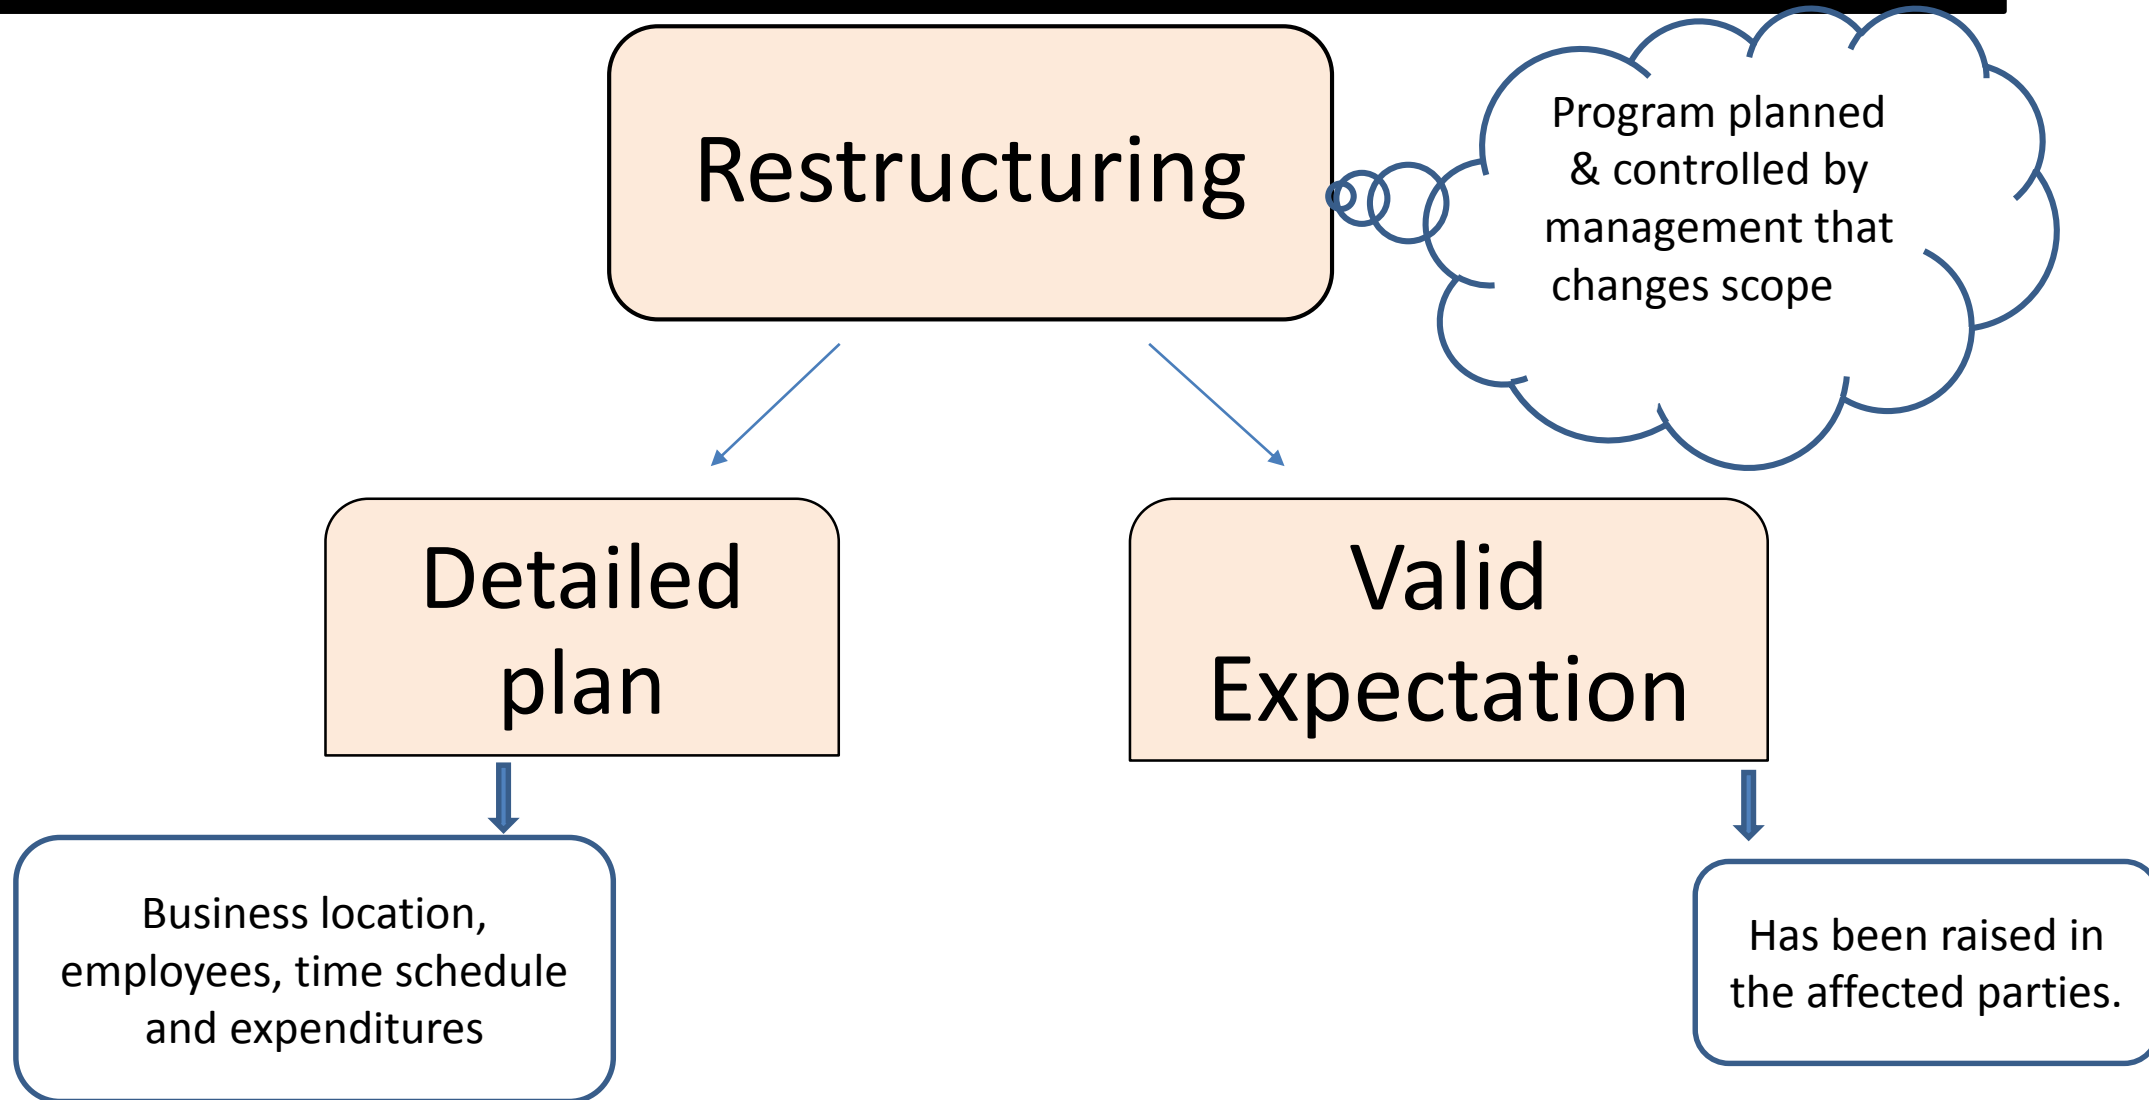 Restructuring
Program planned
& controlled by
management that
changes scope
Detailed
plan
Valid
Expectation
Business location,
employees, time schedule
and expenditures
Has been raised in
the affected parties.